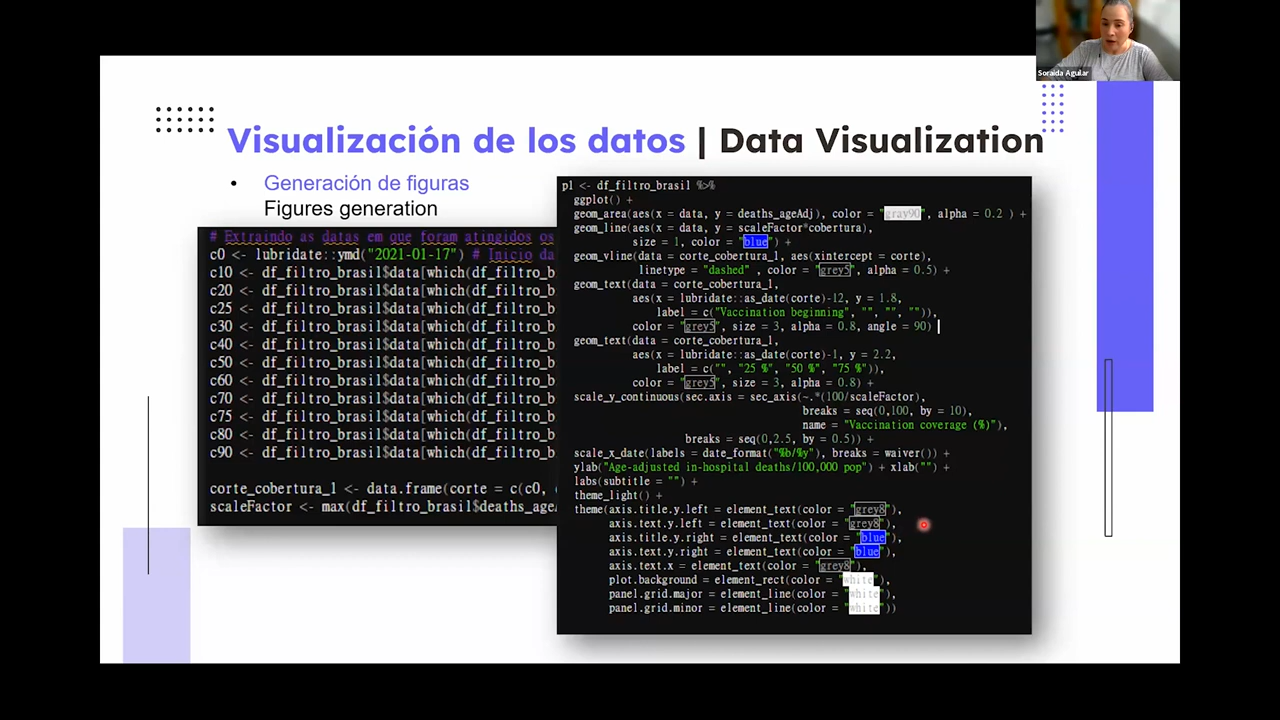 Soraida Aguilar
Visualización de los datos | Data Visualization
• Generación de figuras
Figures generation
# Extraindo as datas em que foram atingidos os
c0 <- lubridate::ymd("2021-01-17") # Inicio da
c10 <- df_filtro_brasil$data[which(df_filtro_b
c20 <- df_filtro_brasil$data[which(df_filtro_b
c25 <- df_filtro_brasil$data[which(df_filtro_b
c30 <- df_filtro_brasil$data[which(df_filtro_b
c40 <- df_filtro_brasil$data[which(df_filtro_b
c50 <- df_filtro_brasil$data[which(df_filtro_b
c60 <- df_filtro_brasil$data[which(df_filtro_b
c70 <- df_filtro_brasil$data[which(df_filtro_b
c75 <- df_filtro_brasil$data[which(df_filtro_b
c80 <- df_filtro_brasil$data[which(df_filtro_b
c90 <- df_filtro_brasil$data[which(df_filtro_b
corte_cobertura_1 <- data.frame(corte = c(c0,
scaleFactor <- max(df_filtro_brasil$deaths_ageA
p1 <- df_filtro_brasil %>%
ggplot() +
geom_area(aes(x = data, y = deaths_ageAdj), color = "gray90", alpha = 0.2 ) +
geom_line(aes(x = data, y = scaleFactor*cobertura),
size = 1, color = "blue") +
geom_vline(data = corte_cobertura_1, aes(xintercept = corte),
linetype = "dashed" , color = "grey5", alpha = 0.5) +
geom_text(data = corte_cobertura_1,
aes(x = lubridate::as_date(corte)-12, y = 1.8,
label = c("Vaccination beginning", "", "", "")),
color = "grey5", size = 3, alpha = 0.8, angle = 90) 
geom_text(data = corte_cobertura_1,
aes(x = lubridate::as_date(corte)-1, y = 2.2,
label = c("", "25 %", "50 %", "75 %")),
color = "grey5", size = 3, alpha = 0.8) +
scale_y_continuous(sec.axis = sec_axis(~.*(100/scaleFactor),
breaks = seq(0,100, by = 10),
name = "Vaccination coverage (%)"),
breaks = seq(0,2.5, by = 0.5)) +
scale_x_date(labels = date_format("%b/%y"), breaks = waiver()) +
ylab("Age-adjusted in-hospital deaths/100,000 pop") + xlab("") +
labs(subtitle = "") +
theme_light() +
theme(axis.title.y.left = element_text(color = "grey8"),
axis.text.y.left = element_text(color = "grey8"),
axis.title.y.right = element_text(color = "blue"),
axis.text.y.right = element_text(color = "blue"),
axis.text.x = element_text(color = "grey8"),
plot.background = element_rect(color = "white"),
panel.grid.major = element_line(color = "white"),
panel.grid.minor = element_line(color = "white"))